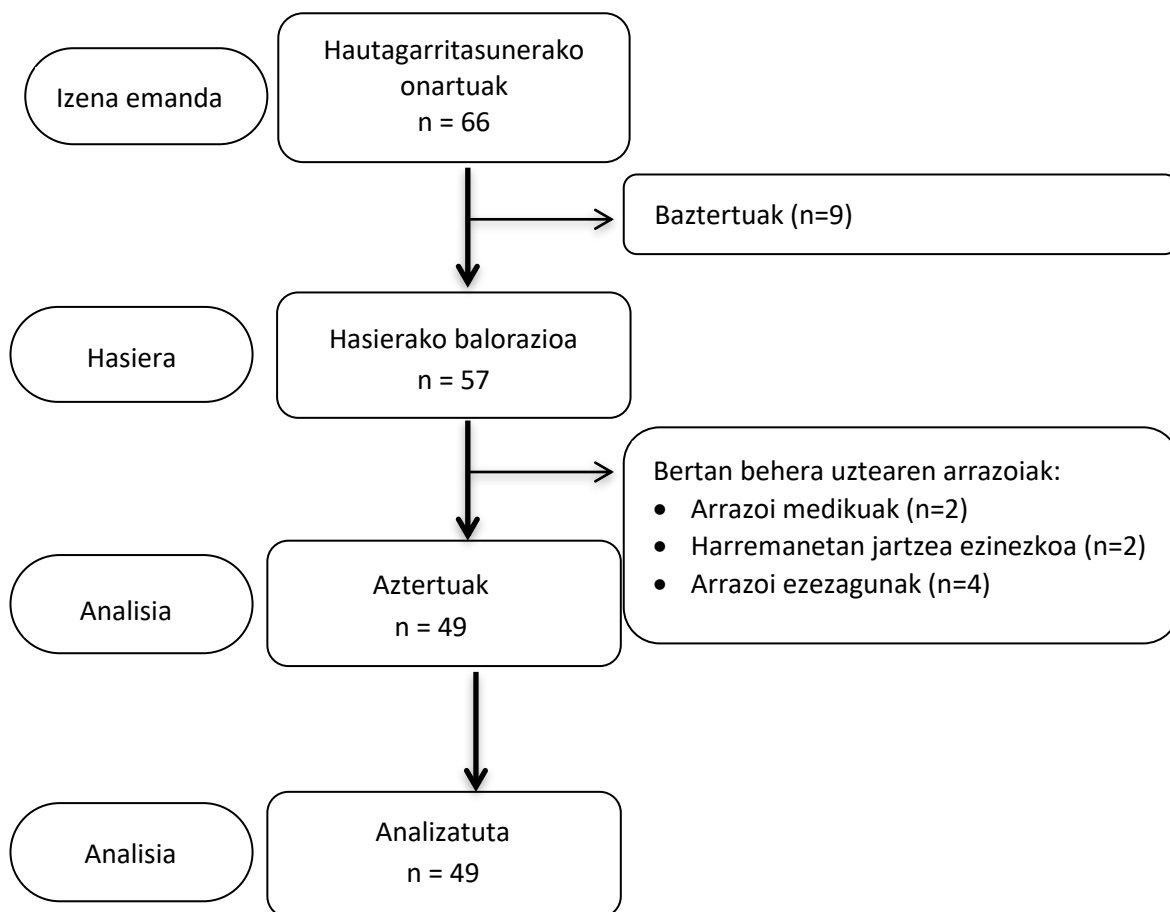 Izena emanda
Hautagarritasunerako
onartuak
n = 66
Baztertuak (n=9)
Hasiera
Hasierako balorazioa
n = 57
Bertan behera uztearen arrazoiak:
• Arrazoi medikuak (n=2)
• Harremanetan jartzea ezinezkoa (n=2)
• Arrazoi ezezagunak (n=4)
Analisia
Aztertuak
n = 49
Analisia
Analizatuta
n = 49